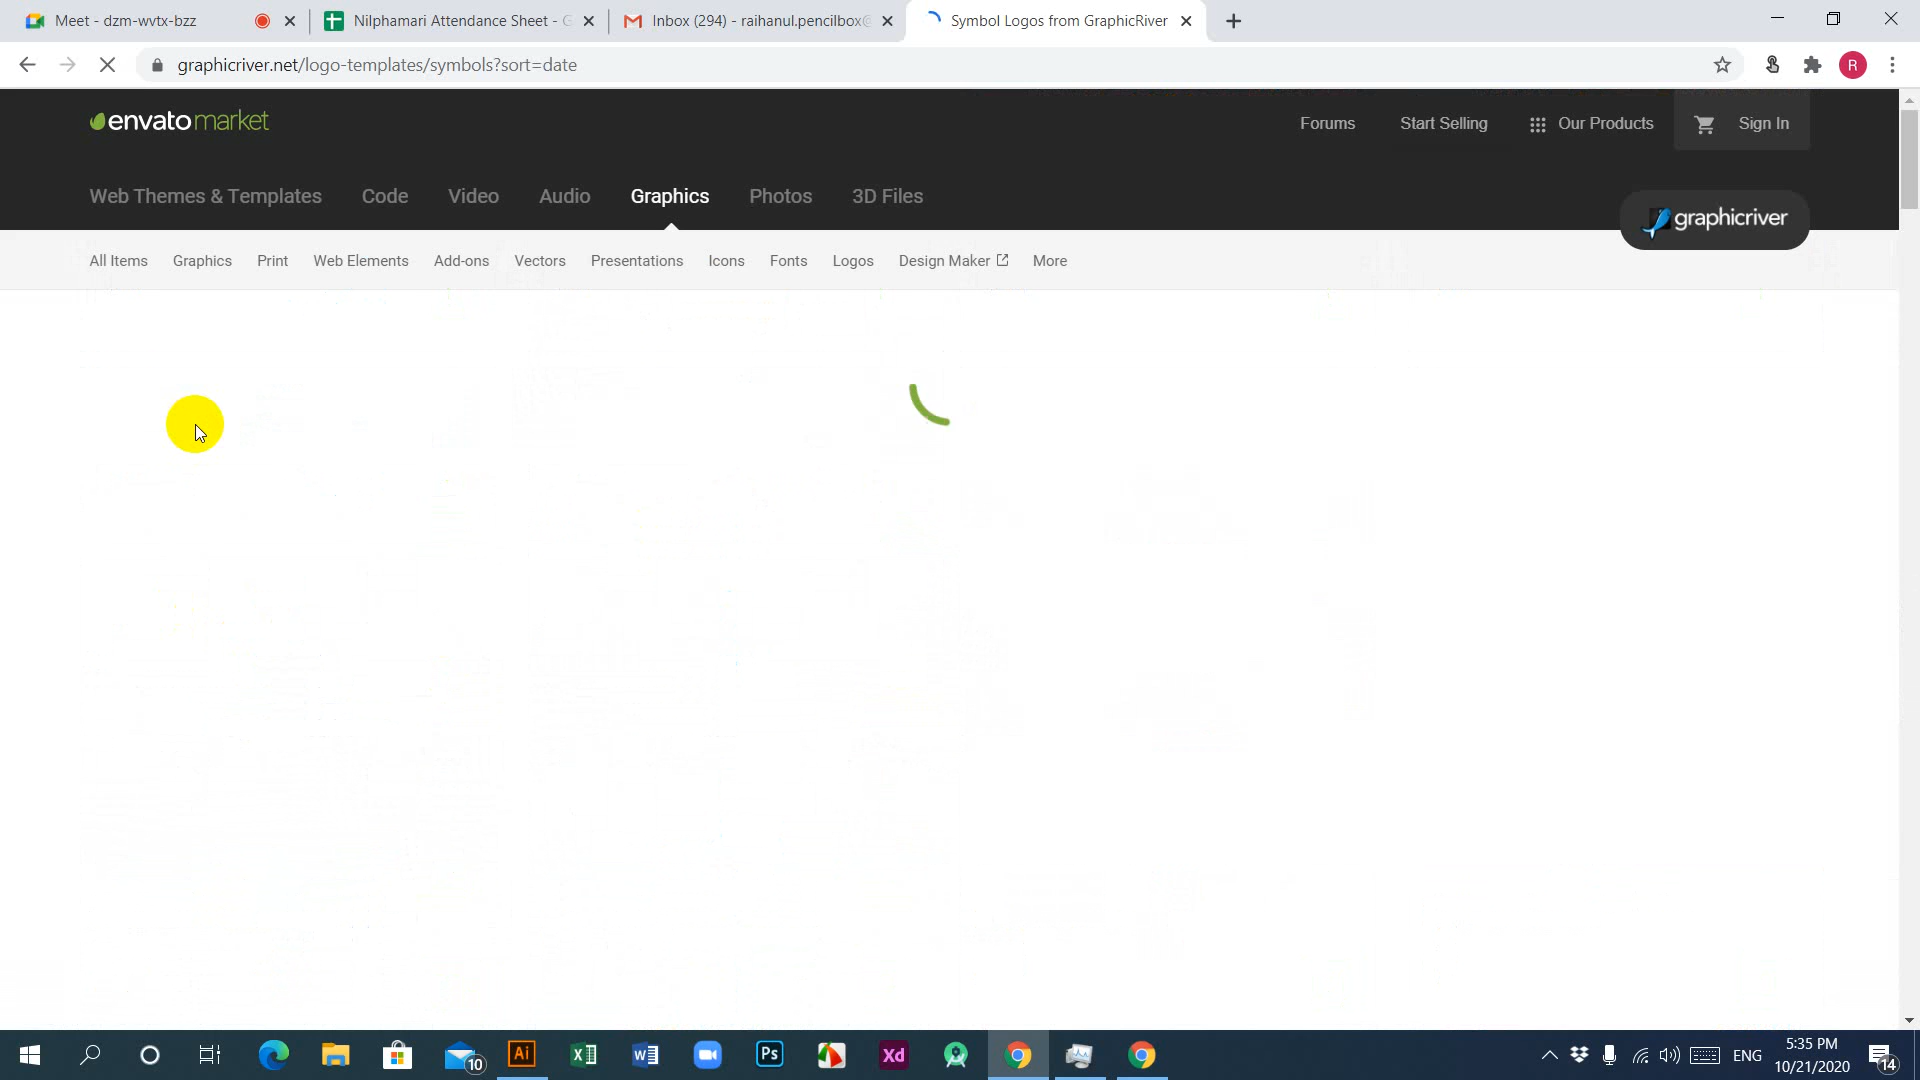 Meet - dzm-wvtx-bzz
Nilphamari Attendance Sheet - G
Inbox (294) - raihanul.pencilbox@
Symbol Logos from GraphicRiver
graphicriver.net/logo-templates/symbols?sort=date
R
envatomarket
Forums
Start Selling
Our Products
Sign In
Web Themes & Templates
Code
Video
Audio
Graphics
Photos
3D Files
graphicriver
All Items
Graphics
Print
Web Elements
Add-ons
Vectors
Presentations
Icons
Fonts
Logos
Design Maker
More
10
Ai
Ps
Xd
ENG
5:35 PM
10/21/2020
14